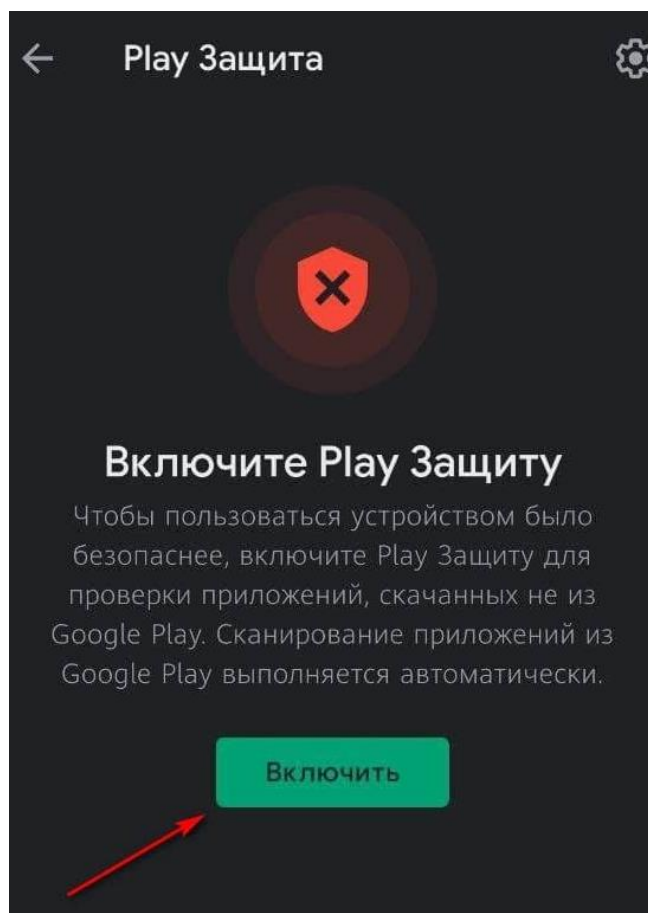 Play Защита
Включите Play Защиту
Чтобы пользоваться устройством было
безопаснее, включите Play Защиту для
проверки приложений, скачанных не из
Google Play. Сканирование приложений из
Google Play выполняется автоматически.
Включить